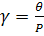 γ = θ/P